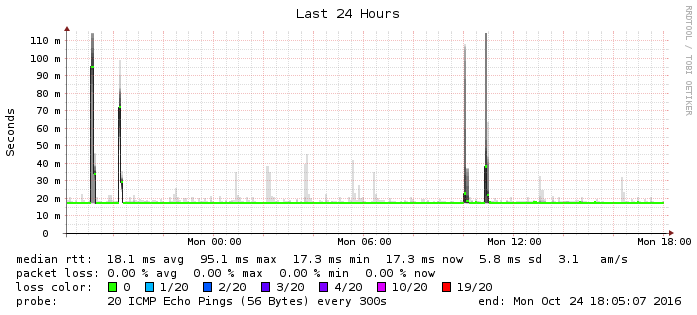 Last 24 Hours
RRDTOOL / TOBI OETIKER
Seconds
110 m
100 m
90 m
80 m
70 m
60 m
50 m
40 m
30 m
20 m
10 m
0
Mon 00:00 Mon 06:00 Mon 12:00 Mon 18:00
median rtt: 18.1 ms avg 95.1 ms max 17.3 ms min 17.3 ms now 5.8 ms sd 3.1 am/s
packet loss: 0.00 % avg 0.00 % max 0.00 % min 0.00 % now
loss color: 0 1/20 2/20 3/20 4/20 10/20 19/20
probe: 20 ICMP Echo Pings (56 Bytes) every 300s end: Mon Oct 24 18:05:07 2016